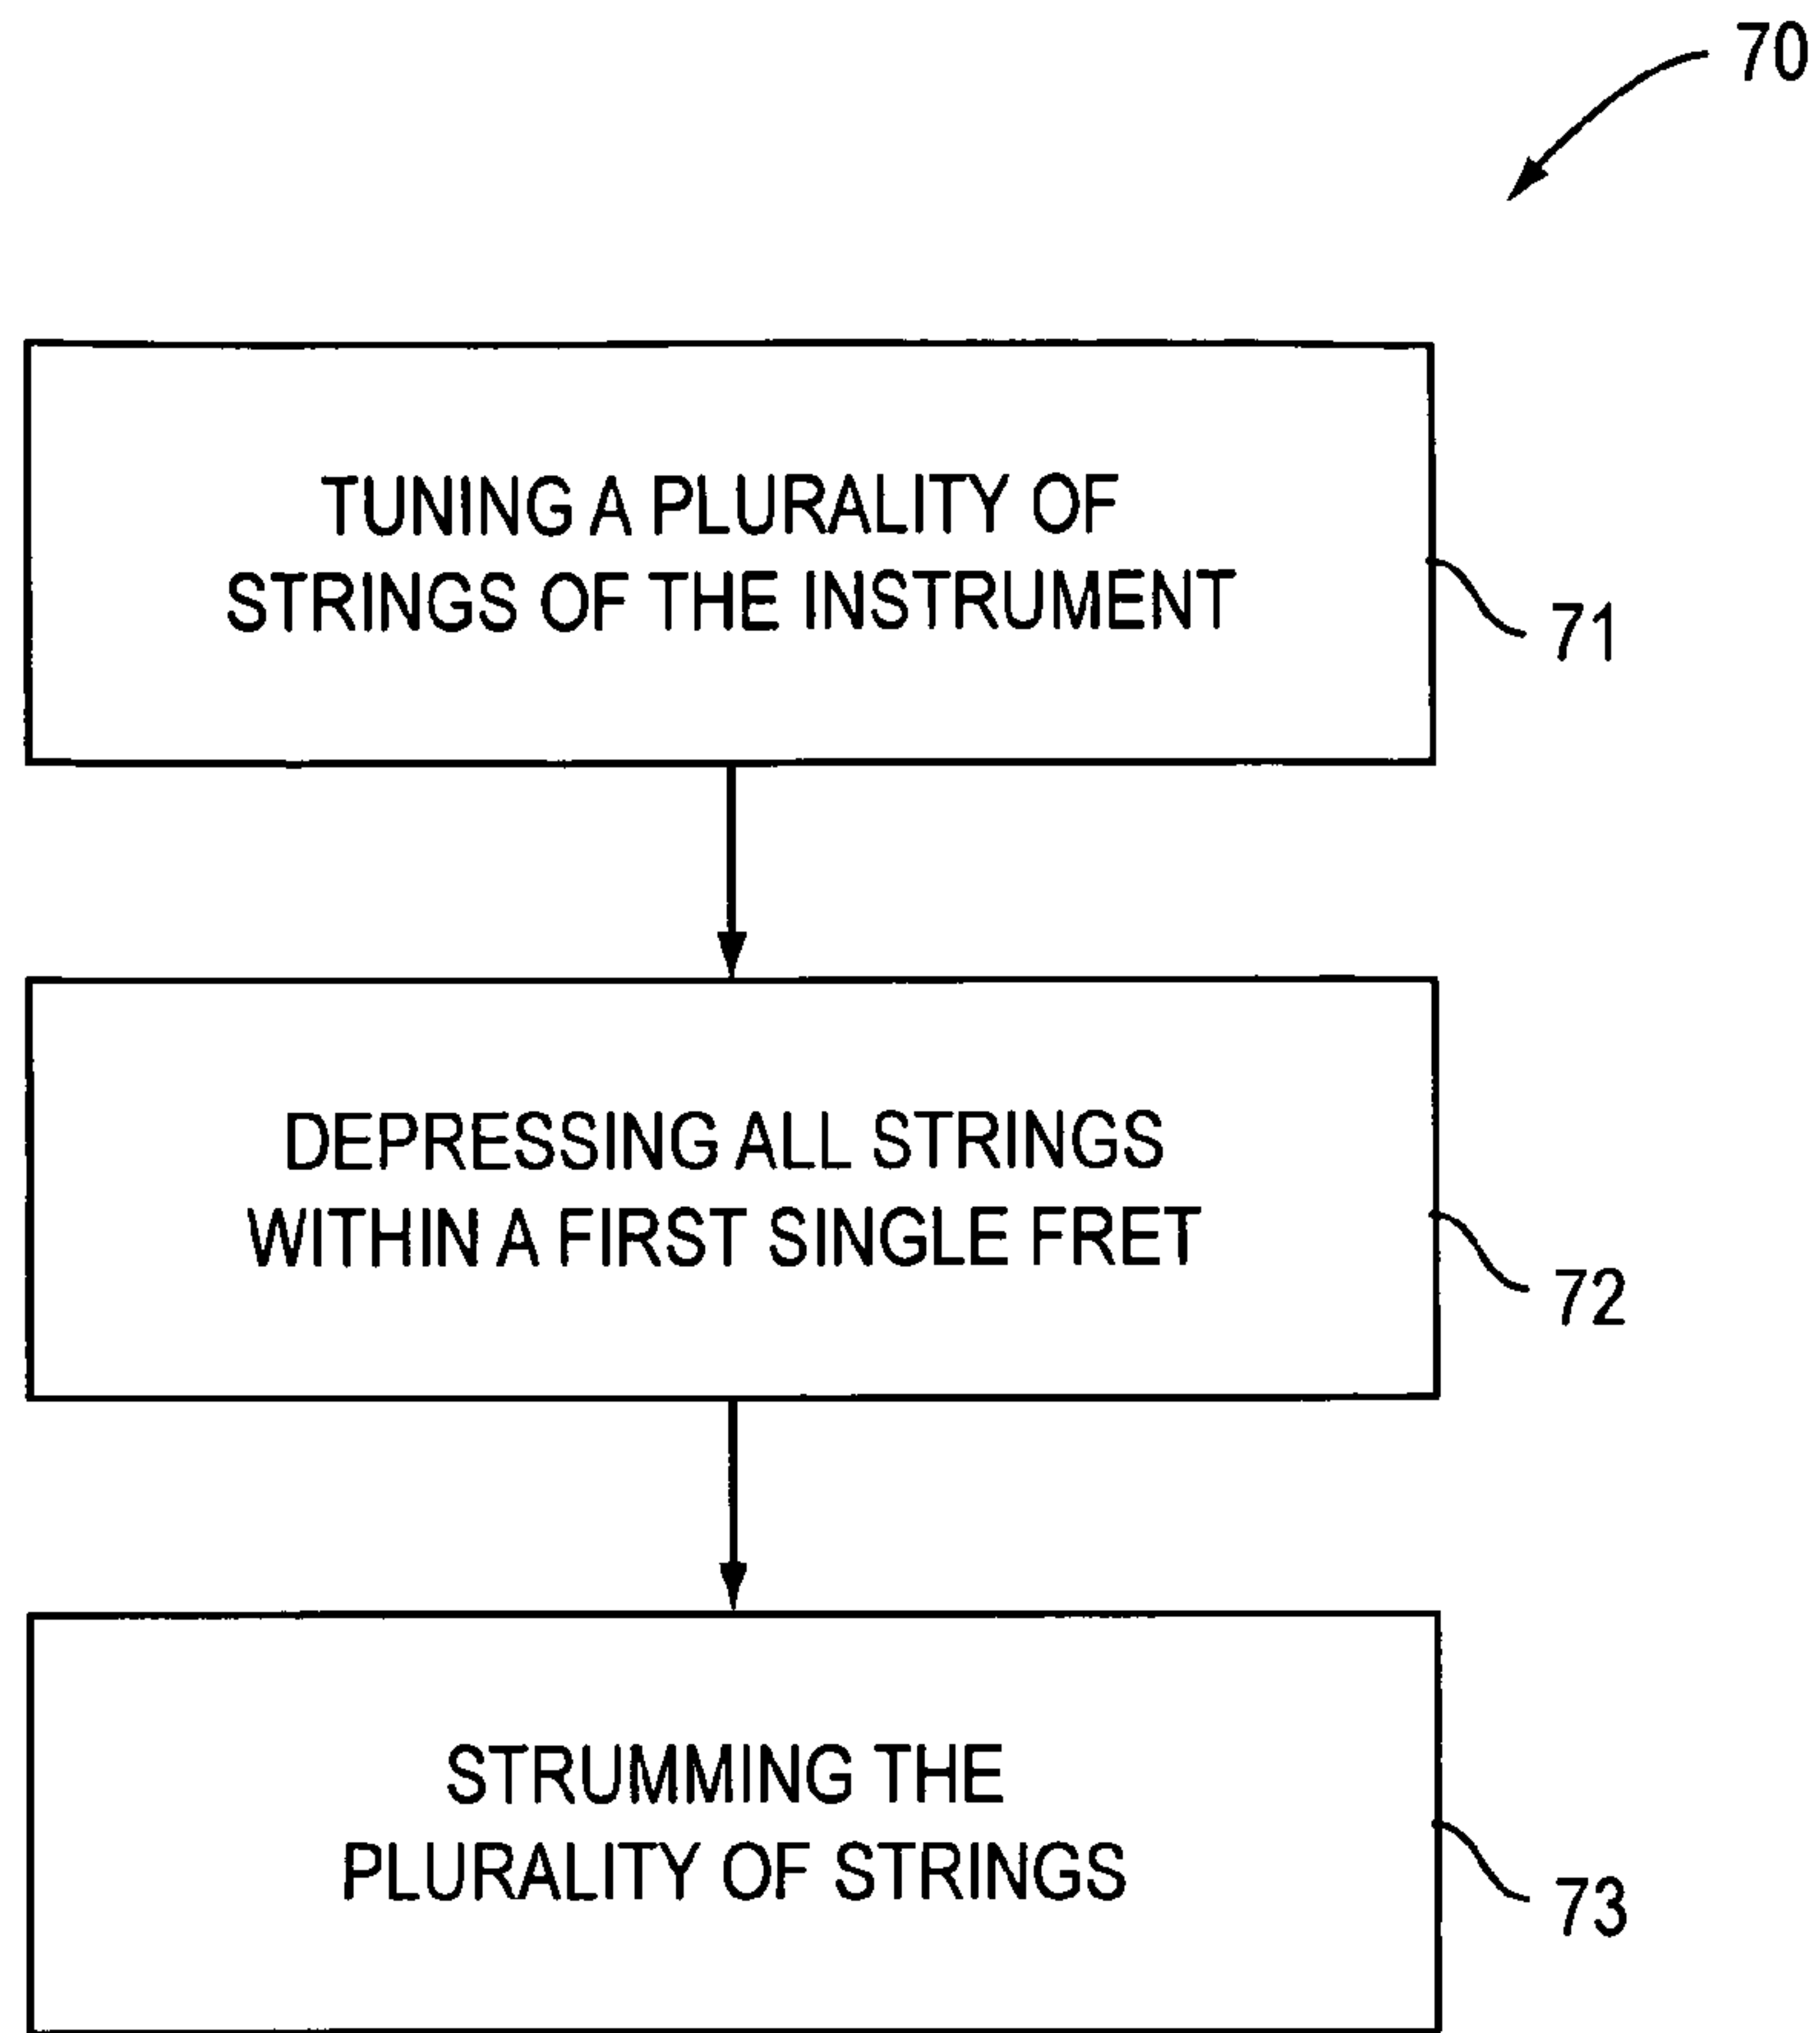 70
TUNING A PLURALITY OF
STRINGS OF THE INSTRUMENT
71
DEPRESSING ALL STRINGS
WITHIN A FIRST SINGLE FRET
72
STRUMMING THE
PLURALITY OF STRINGS
73